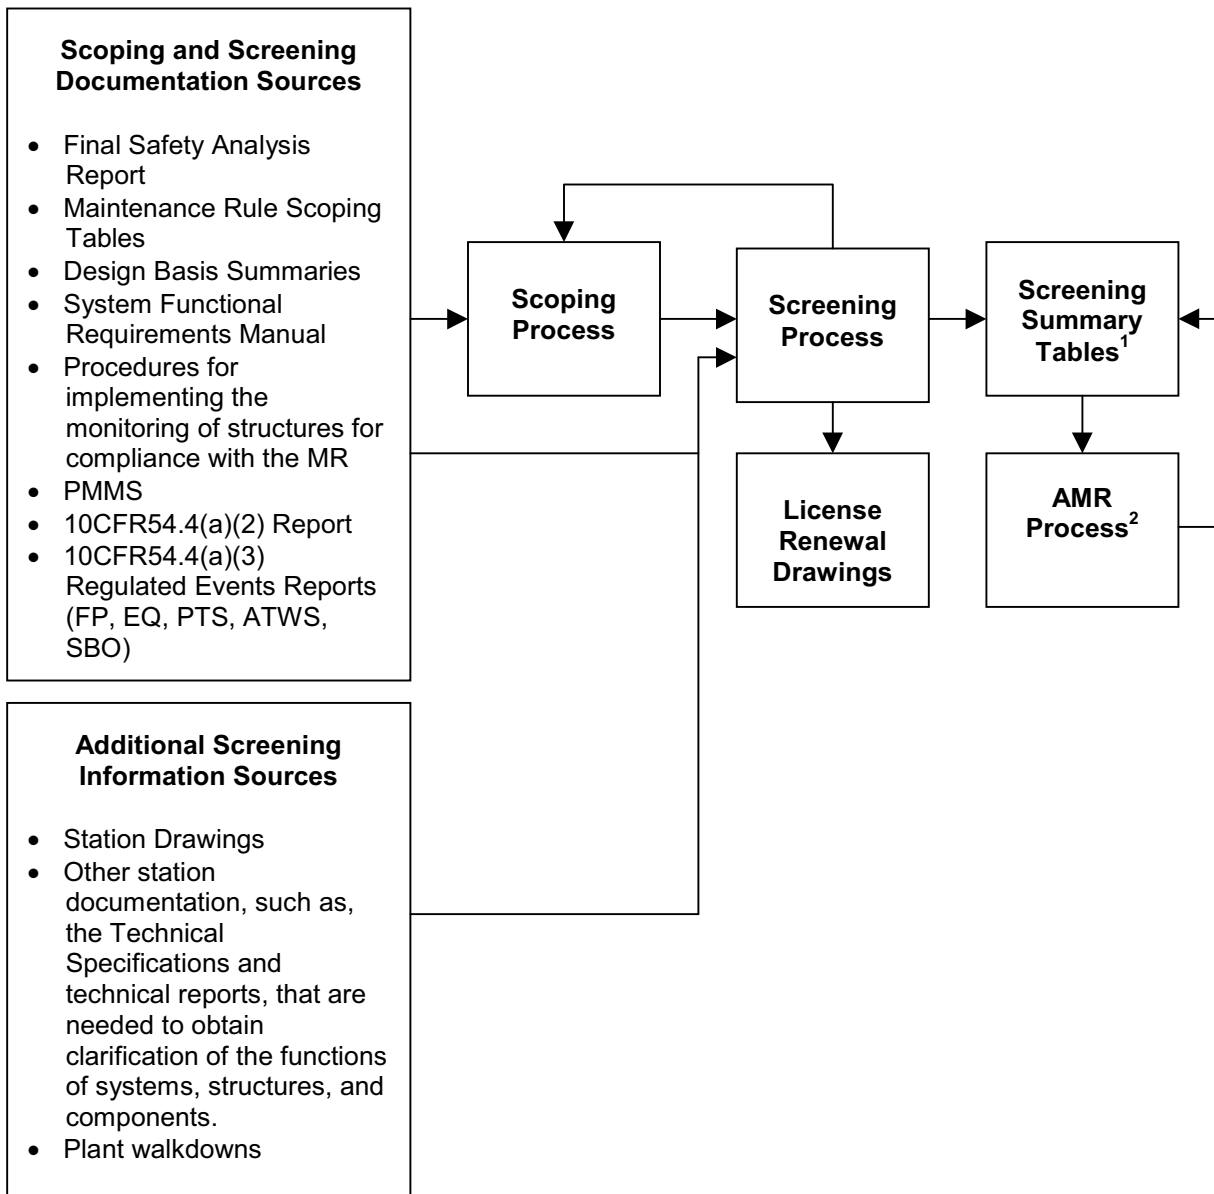 Scoping and Screening
Documentation Sources
• Final Safety Analysis
Report
• Maintenance Rule Scoping
Tables
• Design Basis Summaries
• System Functional
Requirements Manual
• Procedures for
implementing the
monitoring of structures for
compliance with the MR
• PMMS
• 10CFR54.4(a)(2) Report
• 10CFR54.4(a)(3)
Regulated Events Reports
(FP, EQ, PTS, ATWS,
SBO)
Scoping
Process
Screening
Process
Screening
Summary
Tables¹
License
Renewal
Drawings
AMR
Process²
Additional Screening
Information Sources
• Station Drawings
• Other station
documentation, such as,
the Technical
Specifications and
technical reports, that are
needed to obtain
clarification of the functions
of systems, structures, and
components.
• Plant walkdowns